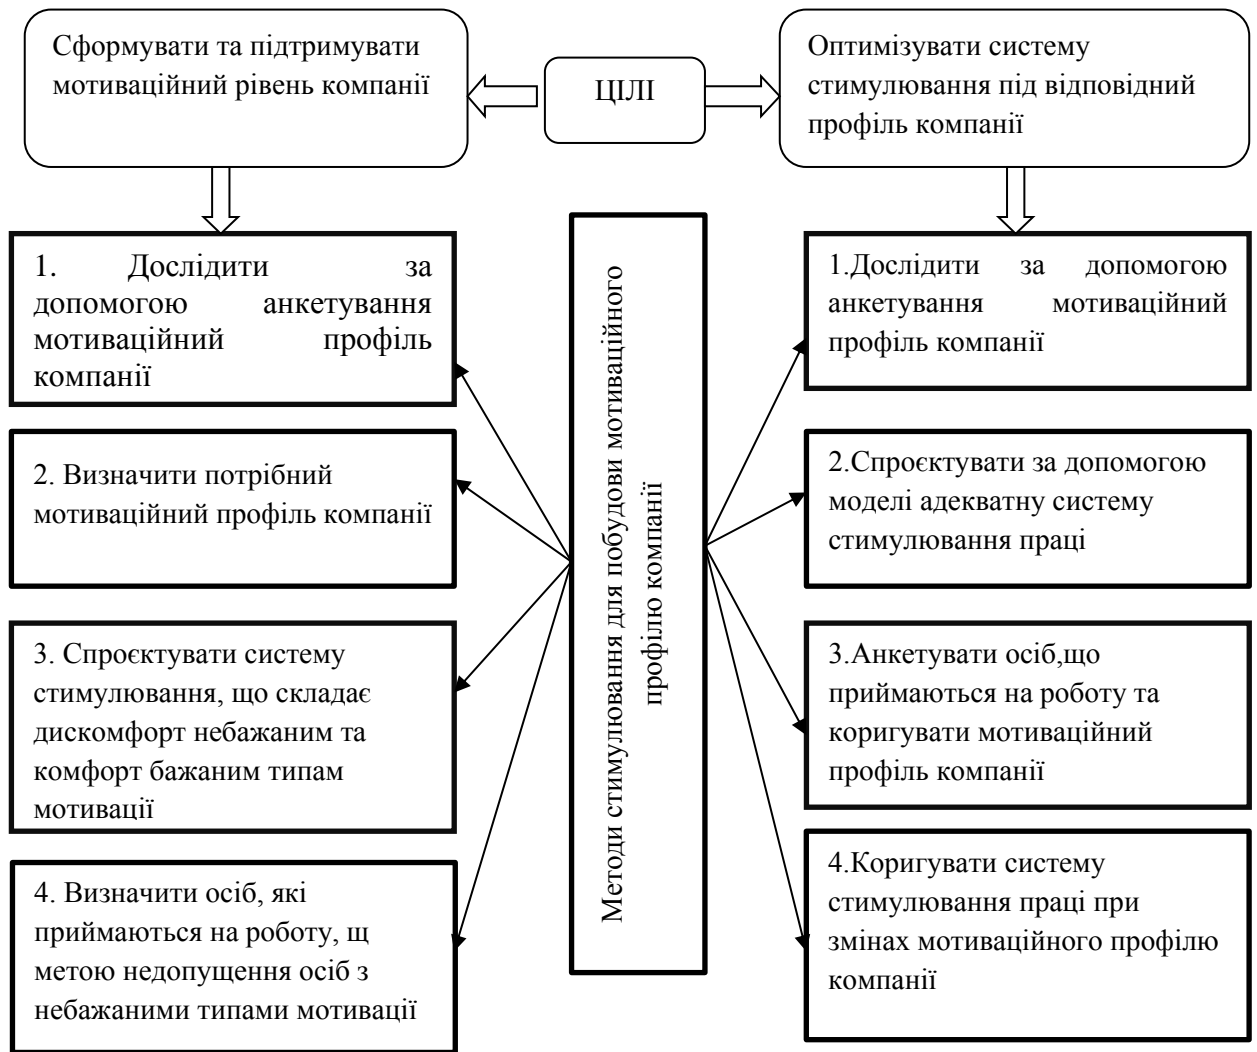 Сформувати та підтримувати
мотиваційний рівень компанії
ЦІЛІ
Оптимізувати систему
стимулювання під відповідний
профіль компанії
1. Дослідити за
допомогою анкетування
мотиваційний профіль
компанії
2. Визначити потрібний
мотиваційний профіль компанії
3. Спроєктувати систему
стимулювання, що складає
дискомфорт небажаним та
комфорт бажаним типам
мотивації
4. Визначити осіб, які
приймаються на роботу, щ
метою недопущення осіб з
небажаними типами мотивації
Методи стимулювання для побудови мотиваційного
профілю компанії
1.Дослідити за допомогою
анкетування мотиваційний
профіль компанії
2.Спроєктувати за допомогою
моделі адекватну систему
стимулювання праці
3.Анкетувати осіб,що
приймаються на роботу та
коригувати мотиваційний
профіль компанії
4.Коригувати систему
стимулювання праці при
змінах мотиваційного профілю
компанії